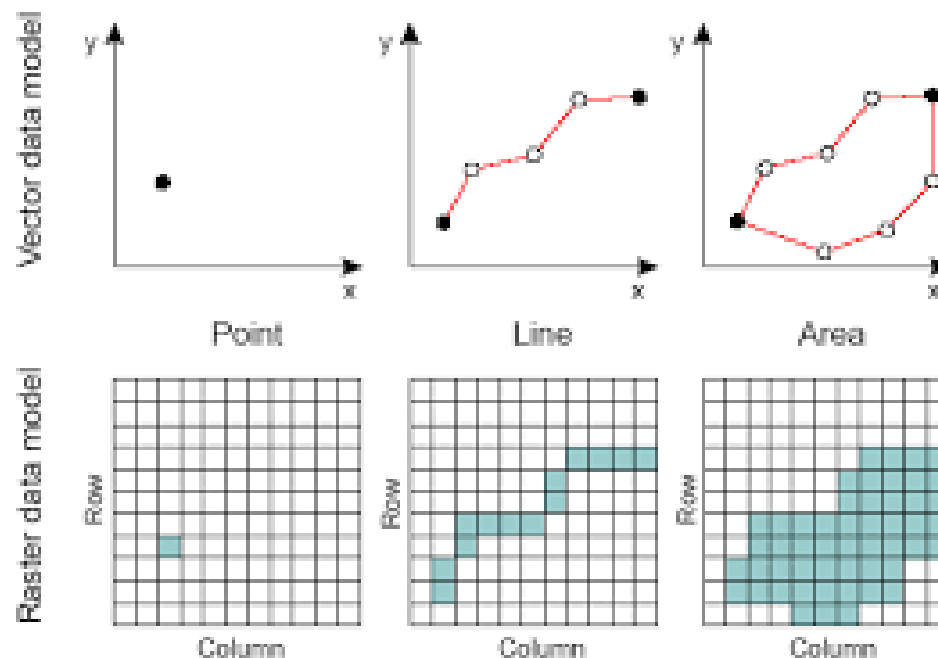 Vector data model
y
y
y
x
x
x
Point
Line
Area
Raster data model
Row
Row
Row
Column
Column
Column